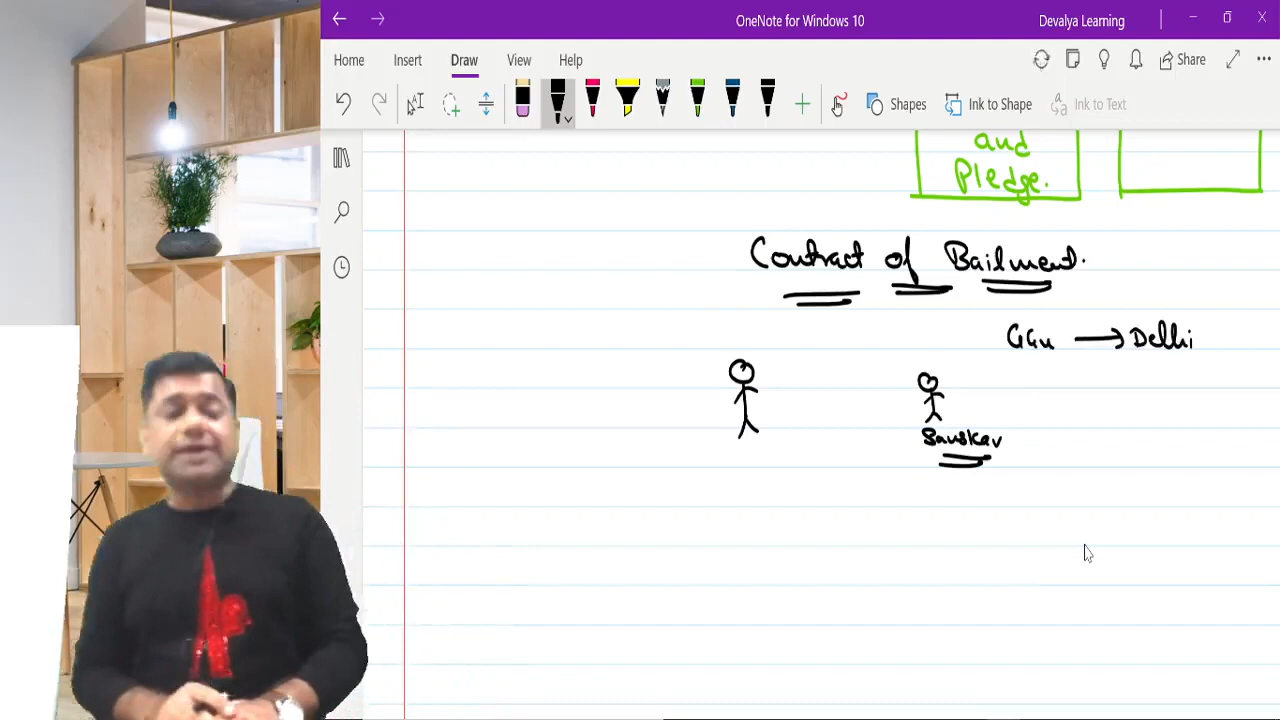 OneNote for Windows 10
Devalya Learning
Home
Insert
Draw
View
Help
Share
Shapes
Ink to Shape
Ink to Text
and
Pledge.
Contract of Bailment.
GGn → Delhi
Sanskar